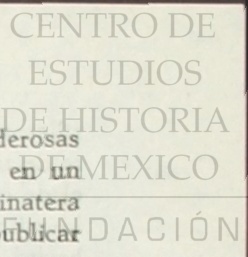 CENTRO DE
ESTUDIOS
DE HISTORIA
derosas
DE MEXICO
en un
inatera
FUNDACIÓN
publicar